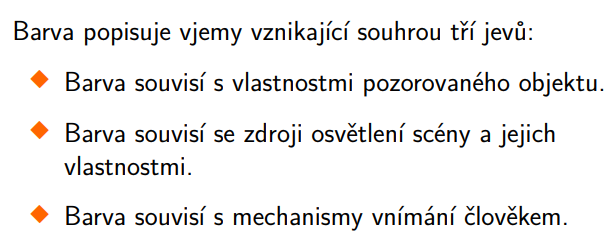 Barva popisuje vjemy vznikající souhrou tří jevů:
Barva souvisí s vlastnostmi pozorovaného objektu.
Barva souvisí se zdroji osvětlení scény a jejich
vlastnostmi.
Barva souvisí s mechanismy vnímání člověkem.